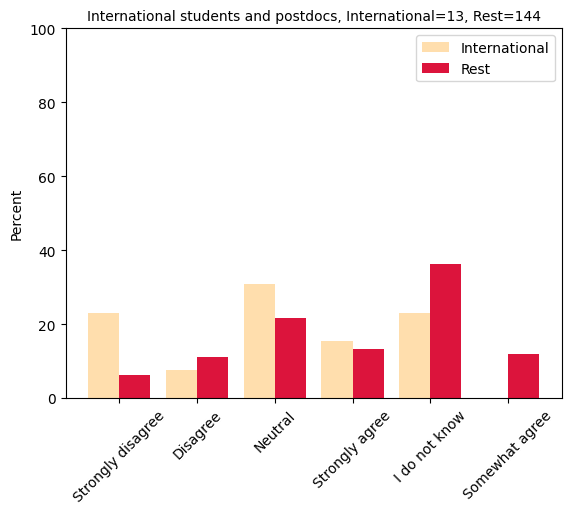 International students and postdocs, International=13, Rest=144
100
80
60
40
20
0
Percent
International
Rest
Strongly disagree
Disagree
Neutral
Strongly agree
I do not know
Somewhat agree